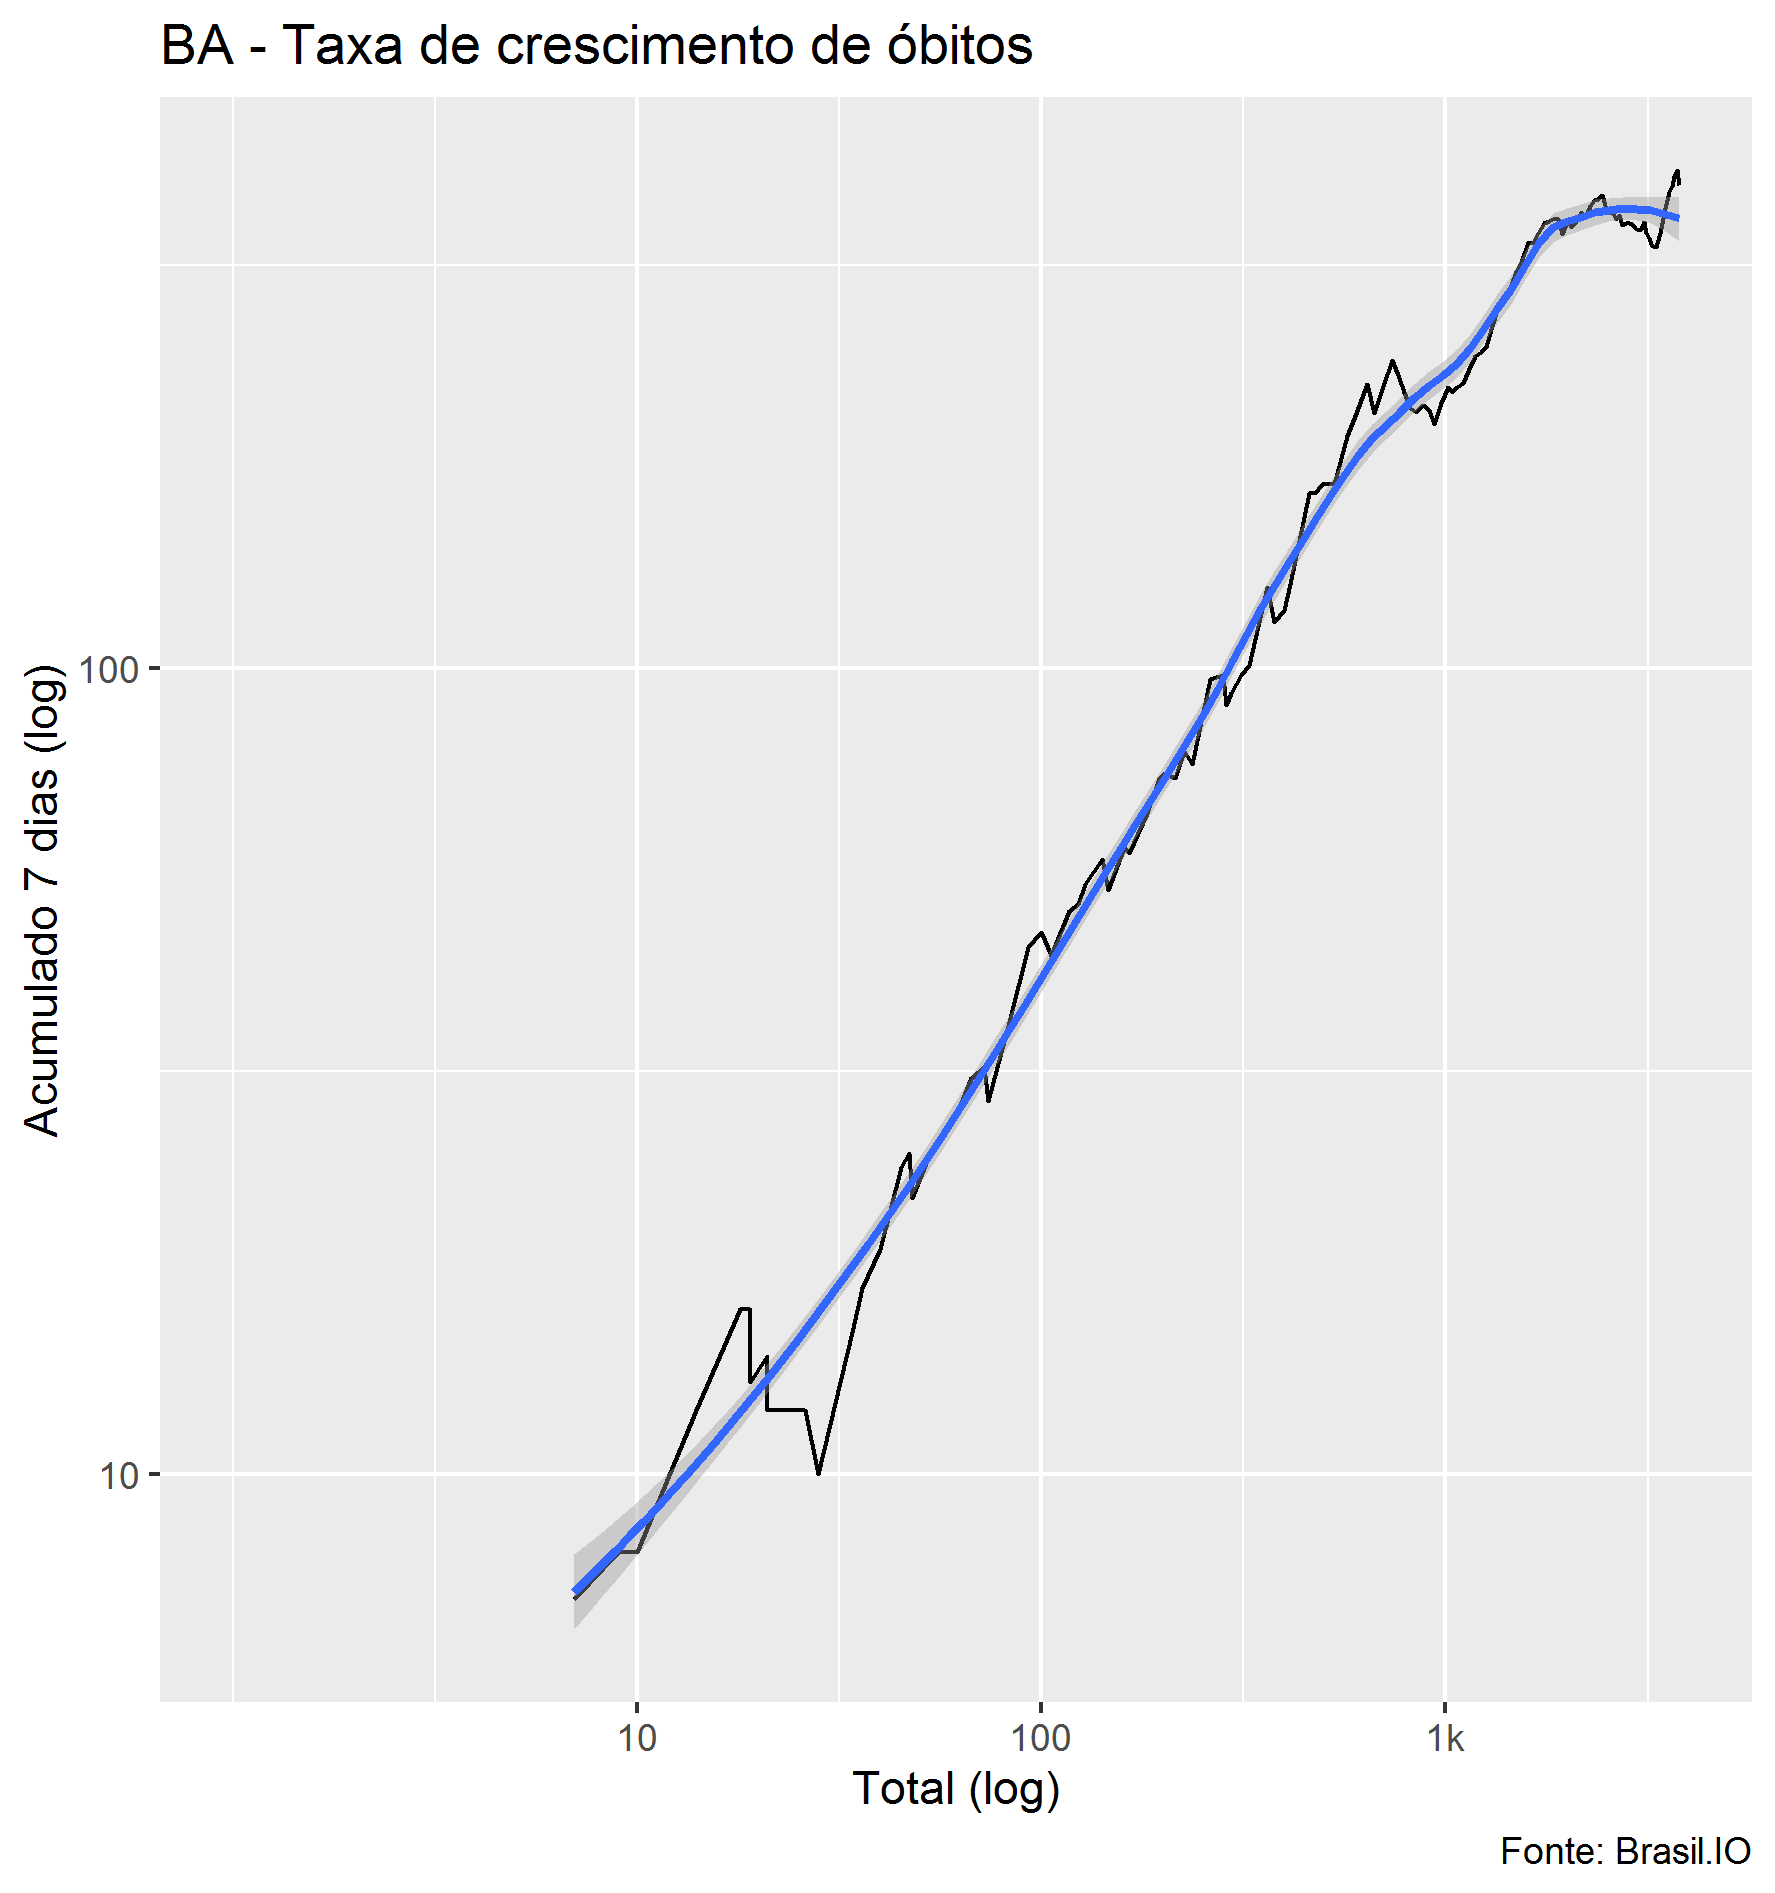 BA - Taxa de crescimento de óbitos
Acumulado 7 dias (log)
100
10
10
100
1k
Total (log)
Fonte: Brasil.IO